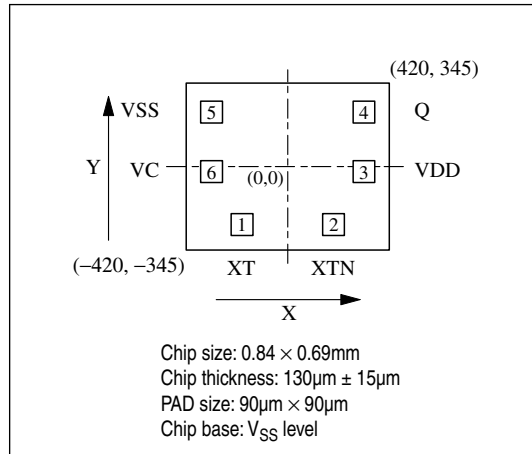 (420, 345)
VSS 5 4 Q
Y VC 6 (0,0) 3 VDD
1 2
(−420, −345) XT XTN
X
Chip size: 0.84 × 0.69mm
Chip thickness: 130µm ± 15µm
PAD size: 90µm × 90µm
Chip base: VSS level